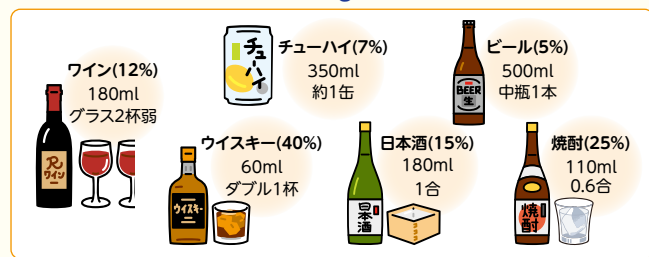 ワイン(12%)
180ml
グラス2杯弱
R
ワイン
チューハイ
チューハイ(7%)
350ml
約1缶
BEER
生
ビール(5%)
500ml
中瓶1本
ウイスキー
ウイスキー(40%)
60ml
ダブル1杯
日本酒
日本酒(15%)
180ml
1合
焼酎
焼酎(25%)
110ml
0.6合